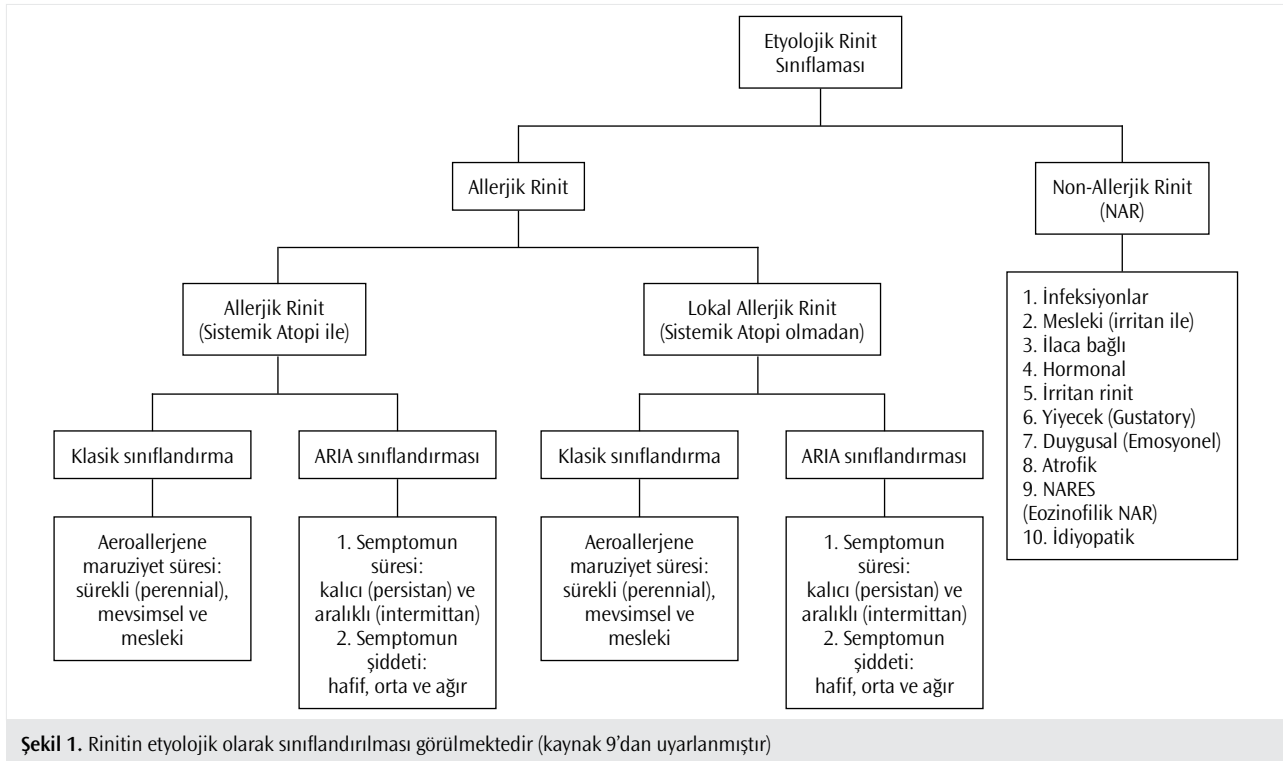 Etyolojik Rinit
Sınıflaması
Allerjik Rinit
Non-Allerjik Rinit
(NAR)
Allerjik Rinit
(Sistemik Atopi ile)
Lokal Allerjik Rinit
(Sistemik Atopi olmadan)
1. İnfeksiyonlar
2. Mesleki (irritan ile)
3. İlaca bağlı
4. Hormonal
5. İrritan rinit
6. Yiyecek (Gustatory)
7. Duygusal (Emosyonel)
8. Atrofik
9. NARES
(Eozinofilik NAR)
10. İdiyopatik
Klasik sınıflandırma
ARIA sınıflandırması
Klasik sınıflandırma
ARIA sınıflandırması
Aeroallerjene
maruziyet süresi:
sürekli (perennial),
mevsimsel ve
mesleki
1. Semptomun
süresi:
kalıcı (persistan) ve
aralıklı (intermittan)
2. Semptomun
şiddeti:
hafif, orta ve ağır
Aeroallerjene
maruziyet süresi:
sürekli (perennial),
mevsimsel ve
mesleki
1. Semptomun
süresi:
kalıcı (persistan) ve
aralıklı (intermittan)
2. Semptomun
şiddeti:
hafif, orta ve ağır
Şekil 1. Rinitin etyolojik olarak sınıflandırılması görülmektedir (kaynak 9’dan uyarlanmıştır)